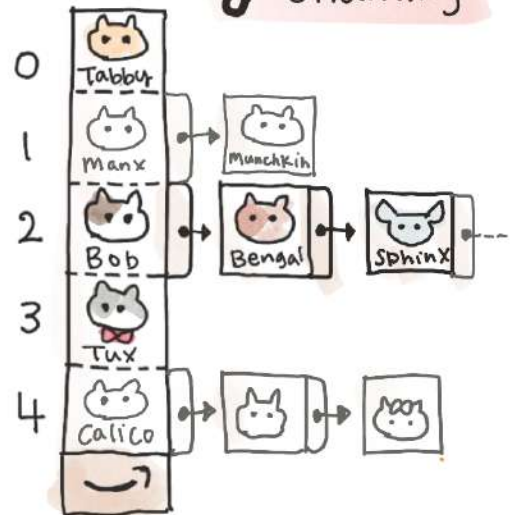 0
Tabby
1
Manx
Munchkin
2
Bob
Bengal
Sphinx
3
Tux
4
Calico